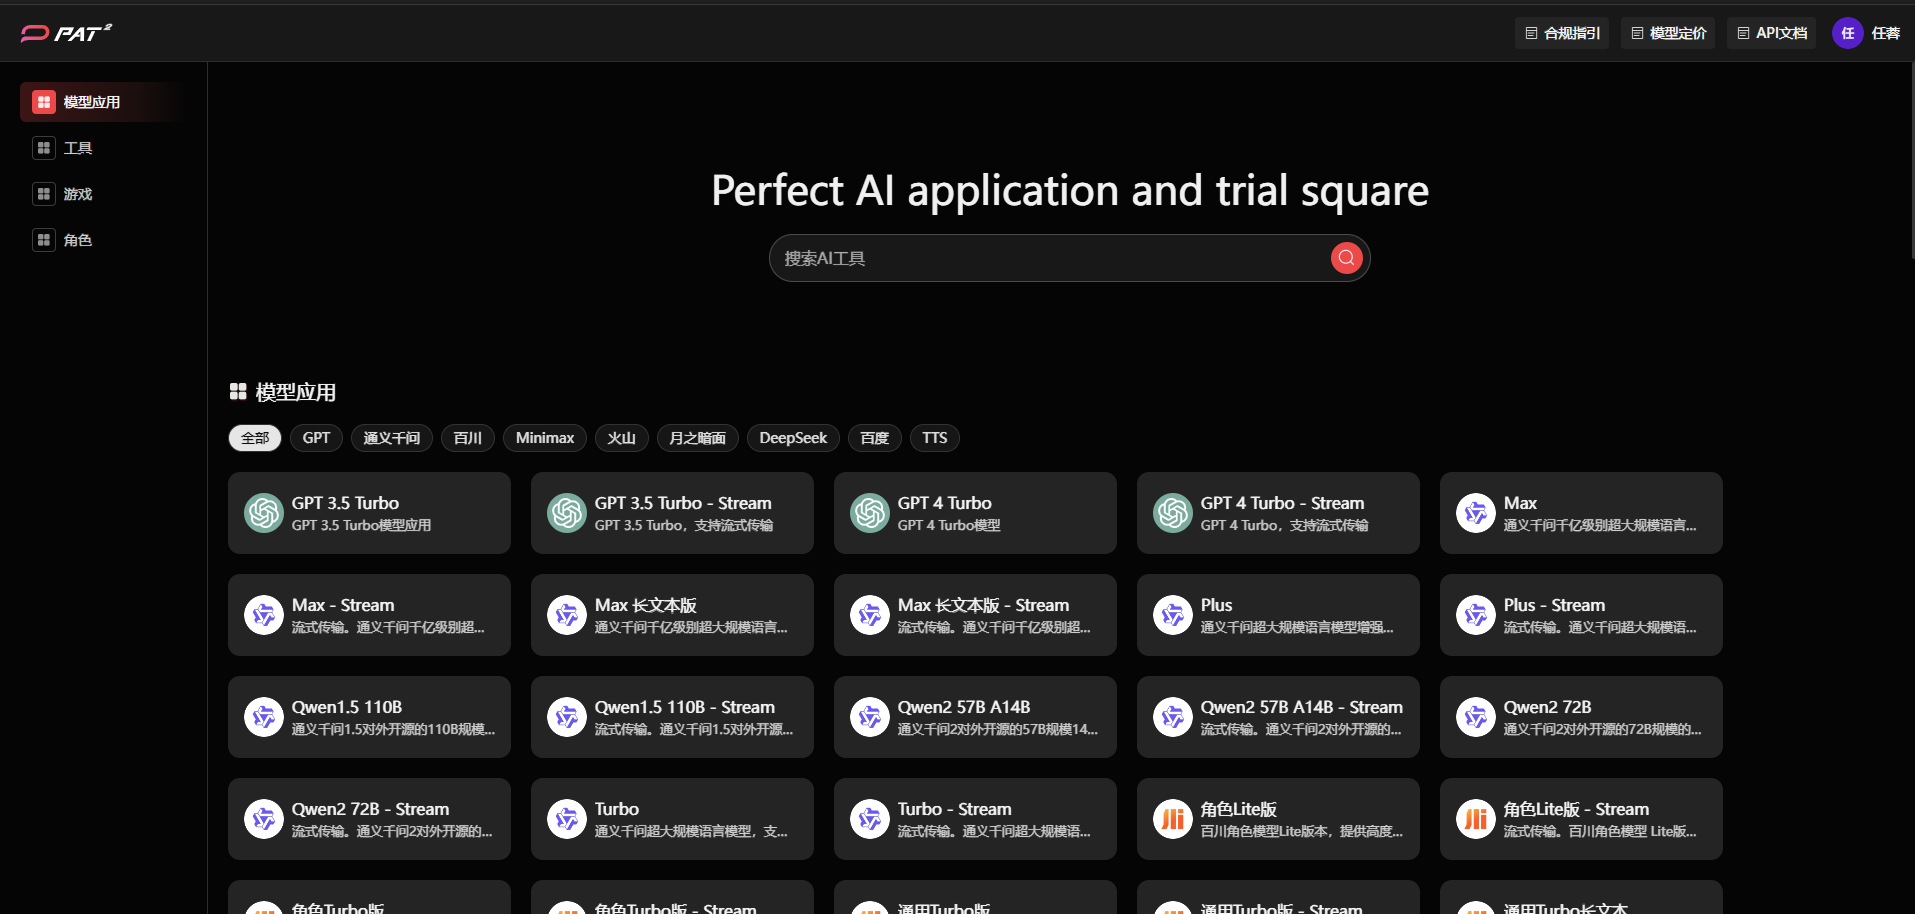 PAT²
合规指引
模型定价
API文档
任
任蓉
模型应用
工具
游戏
角色
Perfect AI application and trial square
搜索AI工具
模型应用
全部
GPT
通义千问
百川
Minimax
火山
月之暗面
DeepSeek
百度
TTS
GPT 3.5 Turbo
GPT 3.5 Turbo模型应用
GPT 3.5 Turbo - Stream
GPT 3.5 Turbo，支持流式传输
GPT 4 Turbo
GPT 4 Turbo模型
GPT 4 Turbo - Stream
GPT 4 Turbo，支持流式传输
Max
通义千问千亿级别超大规模语言...
Max - Stream
流式传输。通义千问千亿级别超...
Max 长文本版
通义千问千亿级别超大规模语言...
Max 长文本版 - Stream
流式传输。通义千问千亿级别超...
Plus
通义千问超大规模语言模型增强...
Plus - Stream
流式传输。通义千问超大规模语...
Qwen1.5 110B
通义千问1.5对外开源的110B规模...
Qwen1.5 110B - Stream
流式传输。通义千问1.5对外开源...
Qwen2 57B A14B
通义千问2对外开源的57B规模14...
Qwen2 57B A14B - Stream
流式传输。通义千问2对外开源的...
Qwen2 72B
通义千问2对外开源的72B规模的...
Qwen2 72B - Stream
流式传输。通义千问2对外开源的...
Turbo
通义千问超大规模语言模型，支...
Turbo - Stream
流式传输。通义千问超大规模语...
角色Lite版
百川角色模型Lite版本，提供高度...
角色Lite版 - Stream
流式传输。百川角色模型 Lite版...
角色Turbo版
角色Turbo版 - Stream
通用Turbo版
通用Turbo版 - Stream
通用Turbo长文本